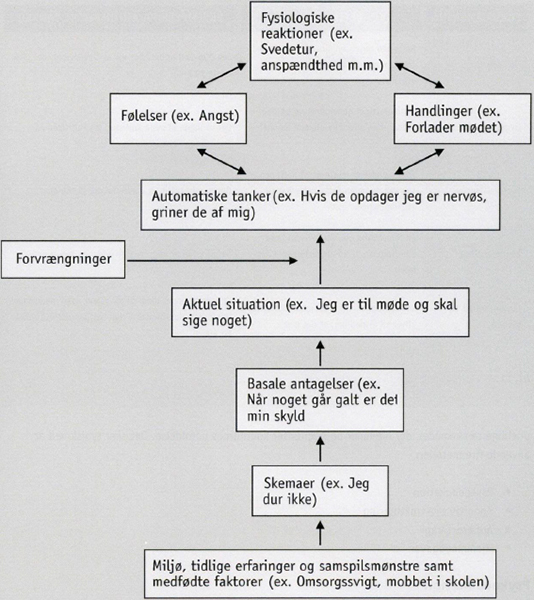 Fysiologiske
reaktioner (ex.
Svedetur,
anspændthed m.m.)
Følelser (ex. Angst)
Handlinger (ex.
Forlader mødet)
Automatiske tanker(ex. Hvis de opdager jeg er nervøs,
griner de af mig)
Forvrængninger
Aktuel situation (ex. Jeg er til møde og skal
sige noget)
Basale antagelser (ex.
Når noget går galt er det
min skyld
Skemaer (ex. Jeg
dur ikke)
Miljø, tidlige erfaringer og samspilsmønstre samt
medfødte faktorer (ex. Omsorgssvigt, mobbet i skolen)